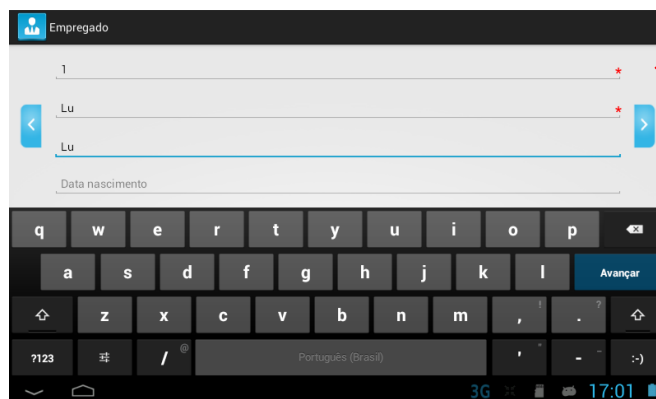 Empregado
1 *
Lu *
Lu
Data nascimento
q w e r t y u i o p
a s d f g h j k l Avançar
z x c v b n m , ! . ?
?123 / @ Português (Brasil) ' " - _ :-)
3G 17:01